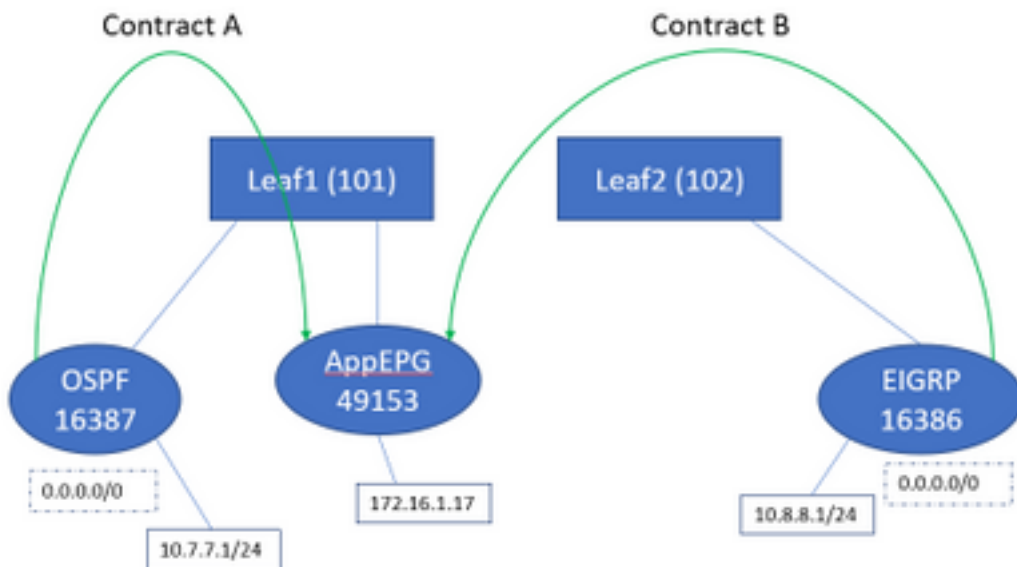 Contract A
Contract B
Leaf1 (101)
Leaf2 (102)
OSPF
16387
AppEPG
49153
EIGRP
16386
0.0.0.0/0
172.16.1.17
0.0.0.0/0
10.8.8.1/24
10.7.7.1/24